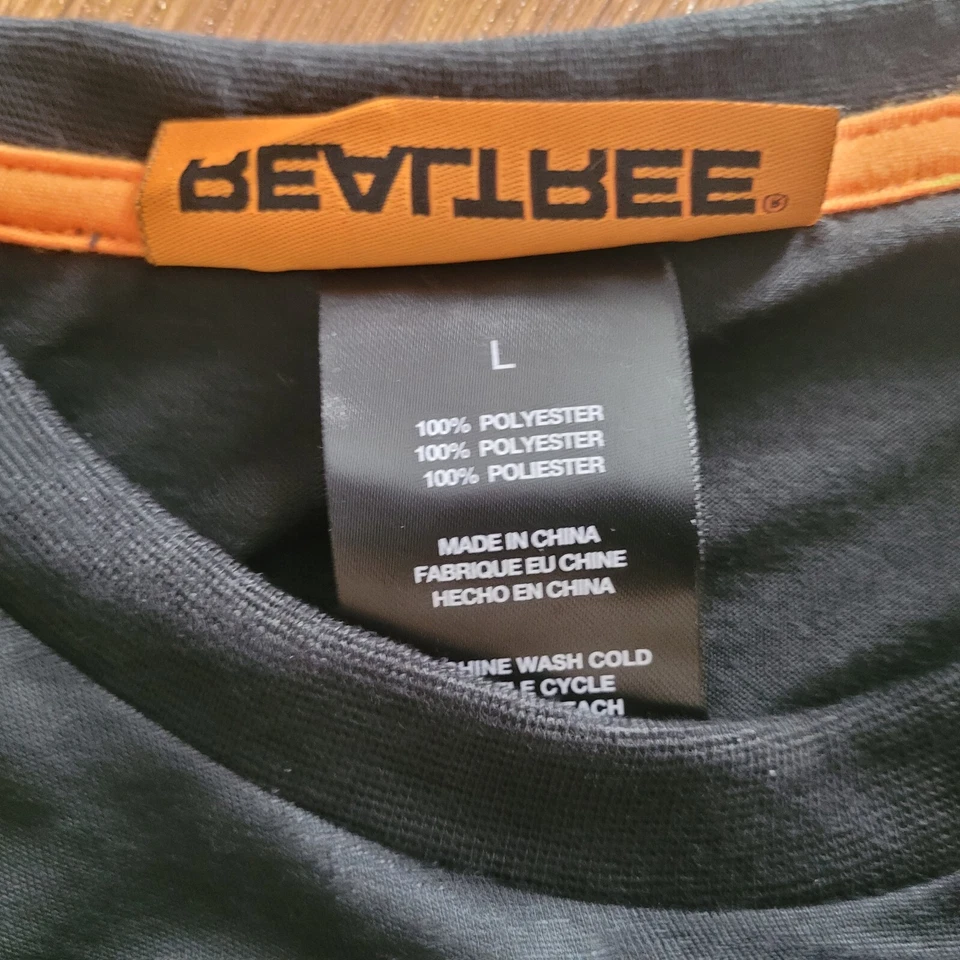 REALTREE®
L
100% POLYESTER
100% POLYESTER
100% POLIESTER
MADE IN CHINA
FABRIQUE EU CHINE
HECHO EN CHINA
WASH COLD
CYCLE